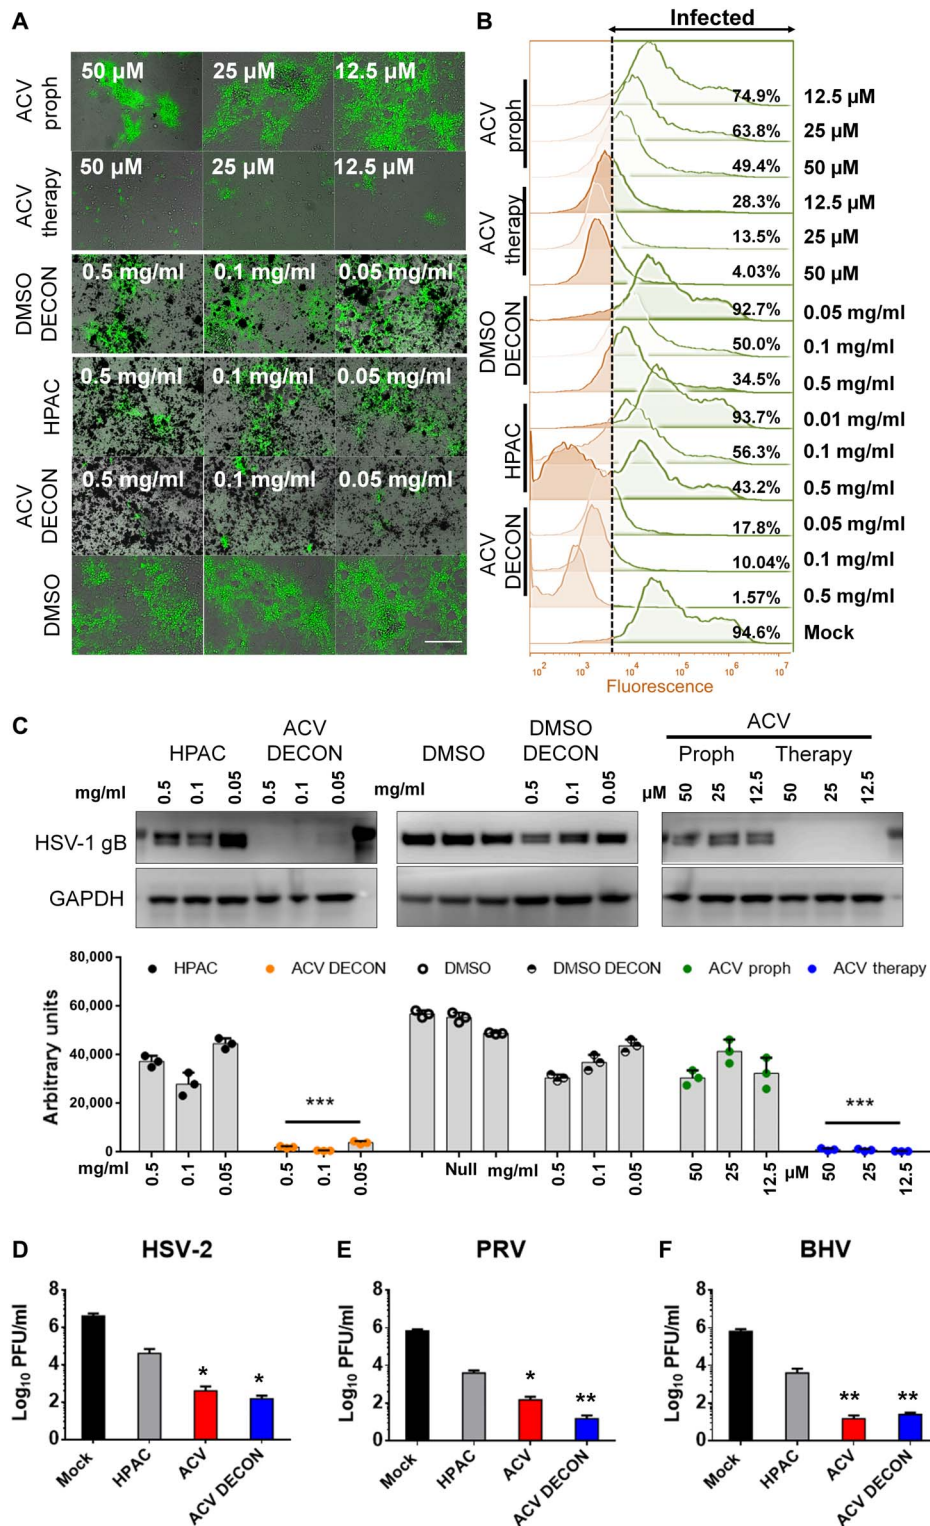 A
ACV
proph
50 µM
25 µM
12.5 µM
ACV
therapy
50 µM
25 µM
12.5 µM
DMSO
DECON
0.5 mg/ml
0.1 mg/ml
0.05 mg/ml
HPAC
0.5 mg/ml
0.1 mg/ml
0.05 mg/ml
ACV
DECON
0.5 mg/ml
0.1 mg/ml
0.05 mg/ml
DMSO
B
Infected
ACV
proph
74.9% 12.5 µM
63.8% 25 µM
49.4% 50 µM
ACV
therapy
28.3% 12.5 µM
13.5% 25 µM
4.03% 50 µM
DMSO
DECON
92.7% 0.05 mg/ml
50.0% 0.1 mg/ml
34.5% 0.5 mg/ml
HPAC
93.7% 0.01 mg/ml
56.3% 0.1 mg/ml
43.2% 0.5 mg/ml
ACV
DECON
17.8% 0.05 mg/ml
10.04% 0.1 mg/ml
1.57% 0.5 mg/ml
94.6% Mock
10² 10³ 10⁴ 10⁵ 10⁶ 10⁷
Fluorescence
C
HPAC
ACV
DECON
DMSO
DMSO
DECON
ACV
Proph Therapy
mg/ml 0.5 0.1 0.05 0.5 0.1 0.05
mg/ml 0.5 0.1 0.05
µM 50 25 12.5 50 25 12.5
HSV-1 gB
GAPDH
Arbitrary units
80,000
60,000
40,000
20,000
0
HPAC ACV DECON DMSO DMSO DECON ACV proph ACV therapy
*** ***
mg/ml 0.5 0.1 0.05 0.5 0.1 0.05 Null mg/ml 0.5 0.1 0.05 50 25 12.5 µM 50 25 12.5
D
HSV-2
Log₁₀ PFU/ml
8
6
4
2
0
* *
Mock HPAC ACV ACV DECON
E
PRV
Log₁₀ PFU/ml
8
6
4
2
0
* **
Mock HPAC ACV ACV DECON
F
BHV
Log₁₀ PFU/ml
8
6
4
2
0
** **
Mock HPAC ACV ACV DECON